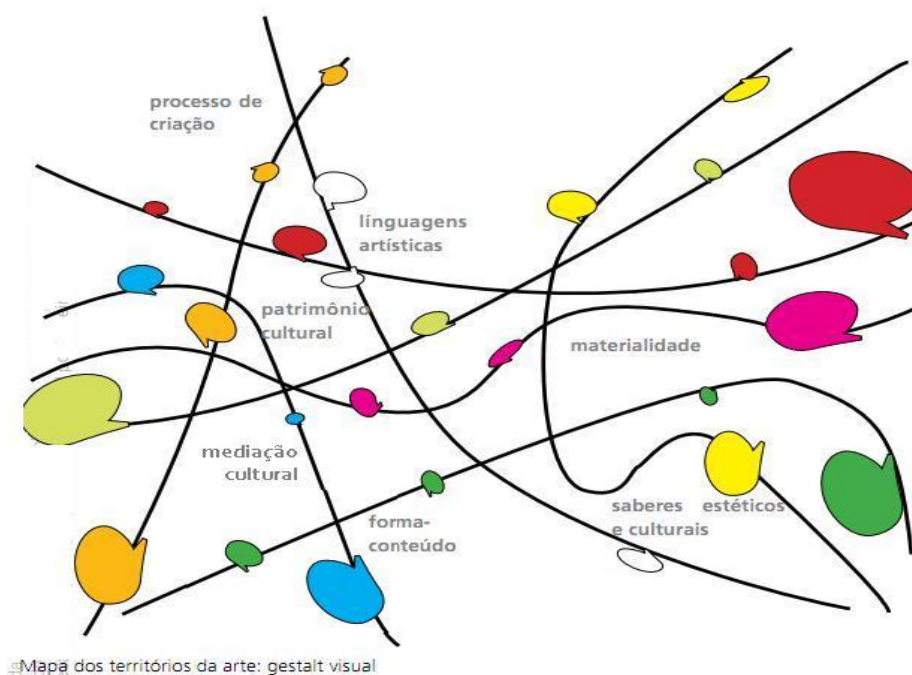 processo de
criação
línguagens
artísticas
patrimônio
cultural
materialidade
mediação
cultural
saberes estéticos
e culturais
forma-
conteúdo
Mapa dos territórios da arte: gestalt visual